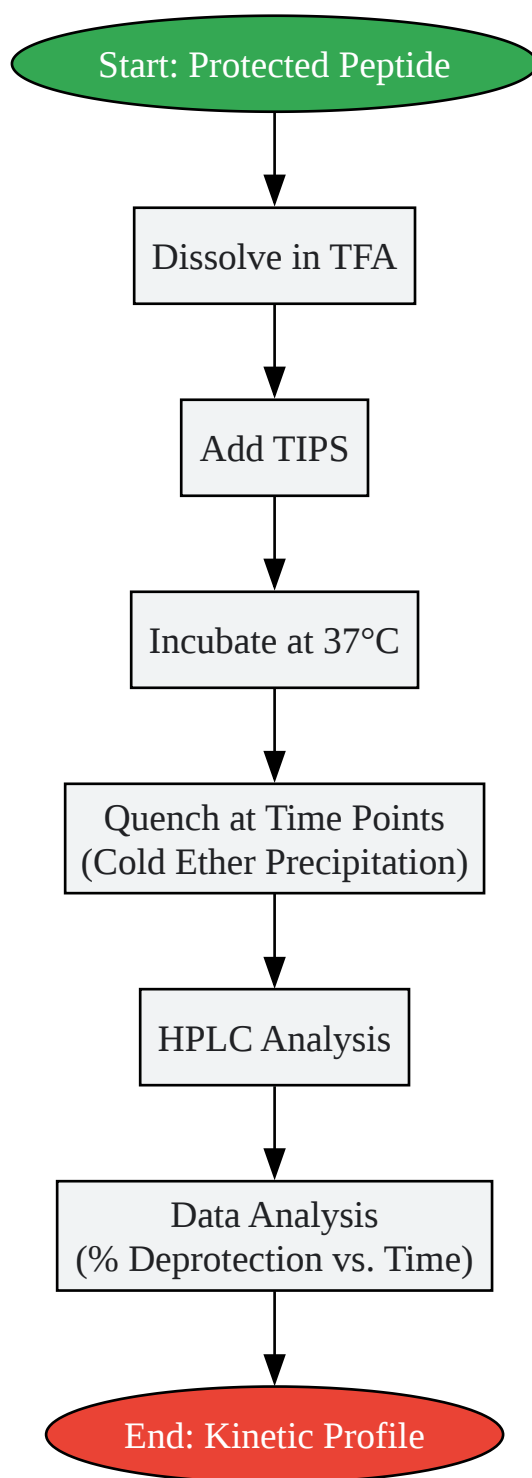 Start: Protected Peptide
Dissolve in TFA
Add TIPS
Incubate at 37°C
Quench at Time Points
(Cold Ether Precipitation)
HPLC Analysis
Data Analysis
(% Deprotection vs. Time)
End: Kinetic Profile